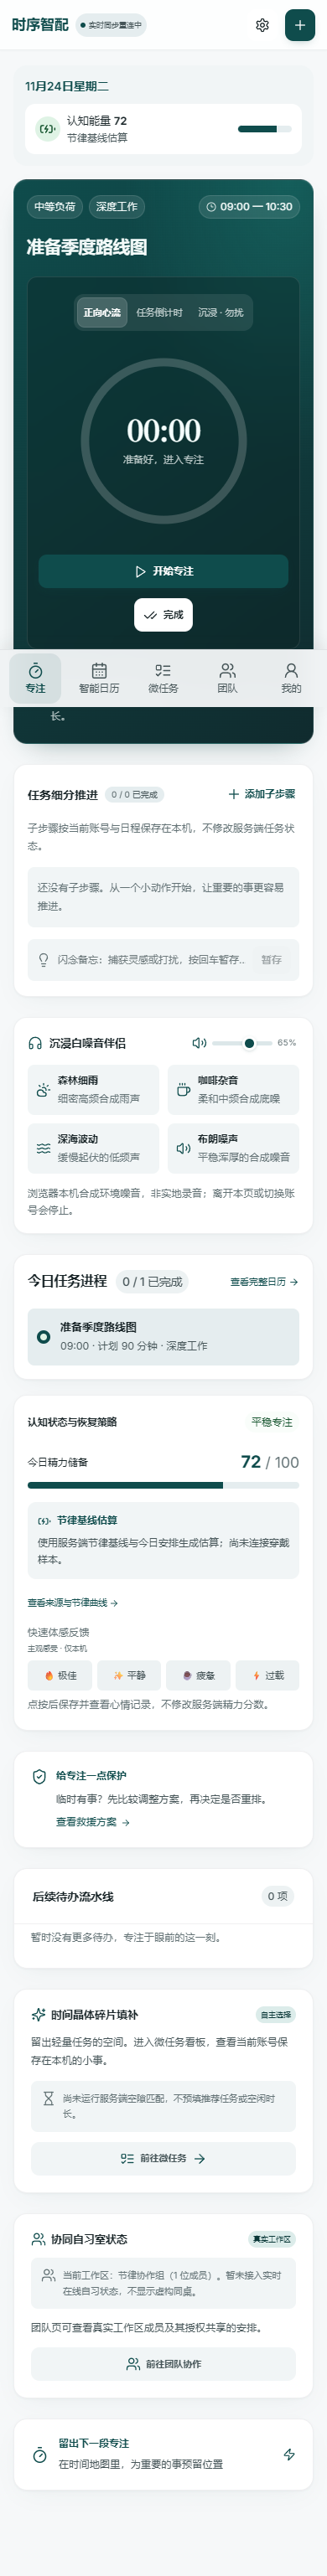 时序智配
实时同步重连中
11月24日星期二
认知能量 72
节律基线估算
中等负荷
深度工作
09:00 — 10:30
准备季度路线图
正向心流
任务倒计时
沉浸 · 勿扰
00:00
准备好，进入专注
开始专注
完成
专注
智能日历
微任务
团队
我的
长。
任务细分推进
0 / 0 已完成
添加子步骤
子步骤按当前账号与日程保存在本机，不修改服务端任务状
态。
还没有子步骤。从一个小动作开始，让重要的事更容易
推进。
闪念备忘：捕获灵感或打扰，按回车暂存..
暂存
沉浸白噪音伴侣
65%
森林细雨
细密高频合成雨声
咖啡杂音
柔和中频合成底噪
深海波动
缓慢起伏的低频声
布朗噪声
平稳浑厚的合成噪音
浏览器本机合成环境噪音，非实地录音；离开本页或切换账
号会停止。
今日任务进程
0 / 1 已完成
查看完整日历 →
准备季度路线图
09:00 · 计划 90 分钟 · 深度工作
认知状态与恢复策略
平稳专注
今日精力储备
72 / 100
节律基线估算
使用服务端节律基线与今日安排生成估算；尚未连接穿戴
样本。
查看来源与节律曲线 →
快速体感反馈
主观感受 · 仅本机
极佳
平静
疲惫
过载
点按后保存并查看心情记录，不修改服务端精力分数。
给专注一点保护
临时有事？先比较调整方案，再决定是否重排。
查看救援方案 →
后续待办流水线
0 项
暂时没有更多待办，专注于眼前的这一刻。
时间晶体碎片填补
自主选择
留出轻量任务的空间。进入微任务看板，查看当前账号保
存在本机的小事。
尚未运行服务端空隙匹配，不预填推荐任务或空闲时
长。
前往微任务 →
协同自习室状态
真实工作区
当前工作区：节律协作组（1 位成员）。暂未接入实时
在线自习状态，不显示虚构同桌。
团队页可查看真实工作区成员及其授权共享的安排。
前往团队协作
留出下一段专注
在时间地图里，为重要的事预留位置